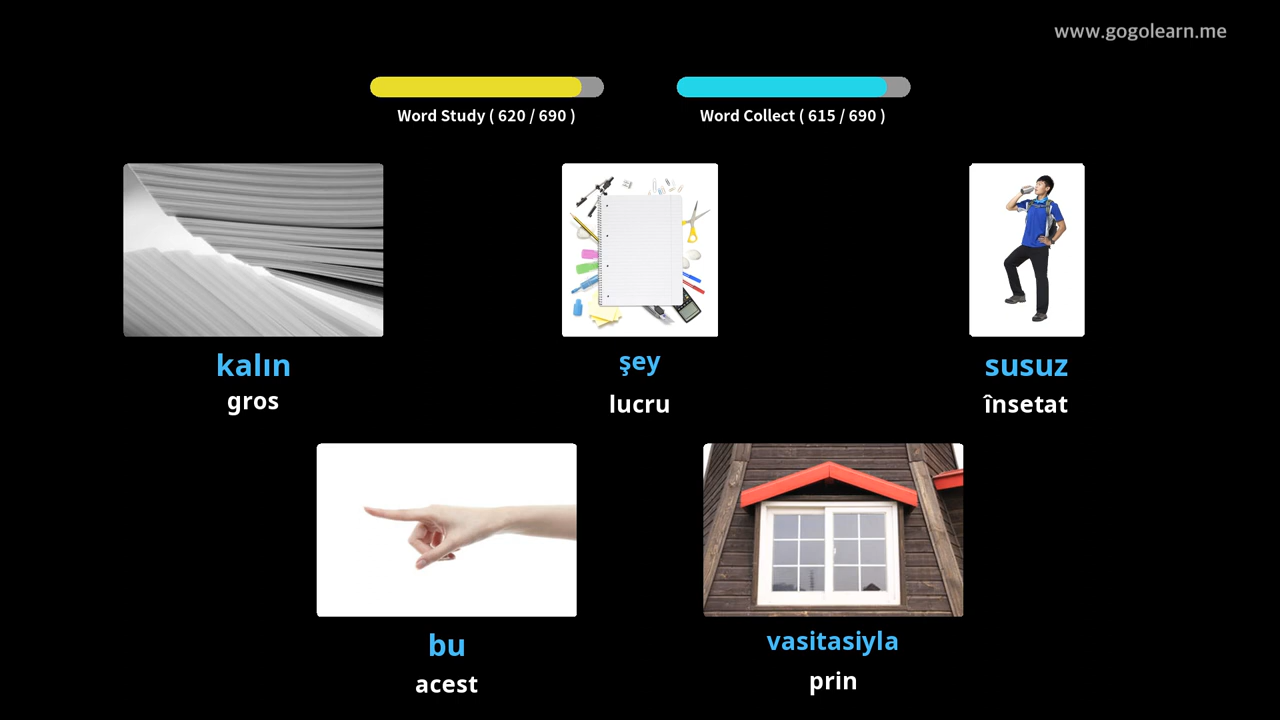 www.gogolearn.me
Word Study ( 620 / 690 )
Word Collect ( 615 / 690 )
kalın
gros
şey
lucru
susuz
însetat
bu
acest
vasitasiyla
prin